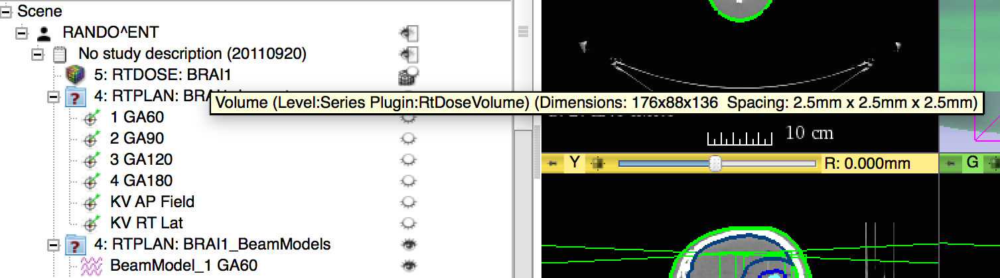 Scene
RANDO^ENT
No study description (20110920)
5: RTDOSE: BRAI1
4: RTPLAN:
Volume (Level:Series Plugin:RtDoseVolume) (Dimensions: 176x88x136 Spacing: 2.5mm x 2.5mm x 2.5mm)
1 GA60
2 GA90
3 GA120
4 GA180
KV AP Field
KV RT Lat
4: RTPLAN: BRAI1_BeamModels
BeamModel_1 GA60
10 cm
Y
R: 0.000mm
G